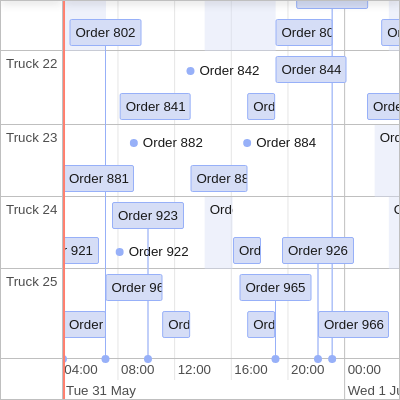 Order 802
Order 80
Truck 22
Order 842
Order 844
Order 841
Ord
Orde
Truck 23
Ord
Order 882
Order 884
Order 881
Order 88
Truck 24
Ord
Order 923
921
Order 922
Ord
Order 926
Truck 25
Order 96
Order 965
Order
Ord
Ord
Order 966
04:00 08:00 12:00 16:00 20:00 00:00
Tue 31 May
Wed 1 Ju